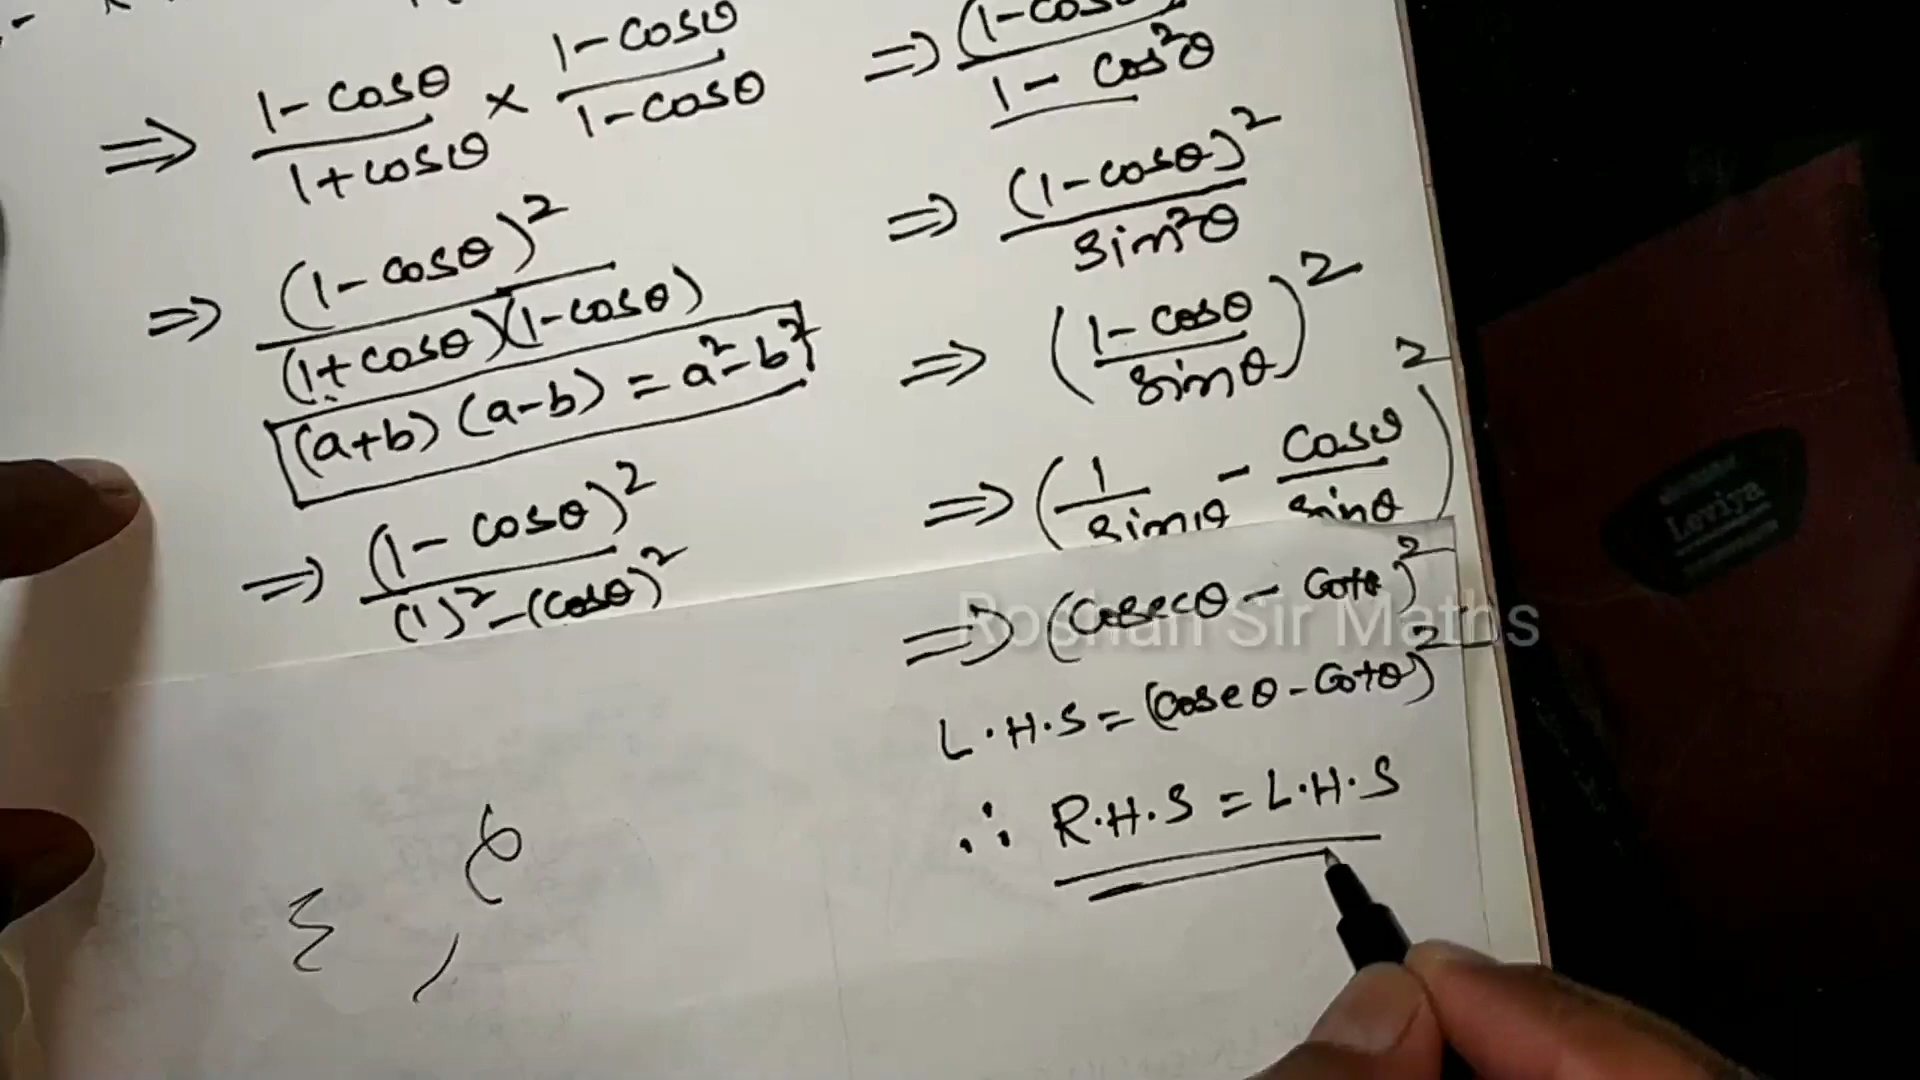 ⇒ 1-cosθ/1+cosθ × 1-cosθ/1-cosθ
⇒ (1-cosθ)²/(1+cosθ)(1-cosθ)
(a+b)(a-b) = a²-b²
⇒ (1-cosθ)²/(1)²-(cosθ)²
⇒ (1-cosθ)/1-cos²θ
⇒ (1-cosθ)²/sin²θ
⇒ (1-cosθ/sinθ)²
⇒ (1/sinθ - cosθ/sinθ)²
⇒ (cosecθ - cotθ)²
L.H.S = (coseθ - cotθ)²
∴ R.H.S = L.H.S
Roshan Sir Maths
Leviya